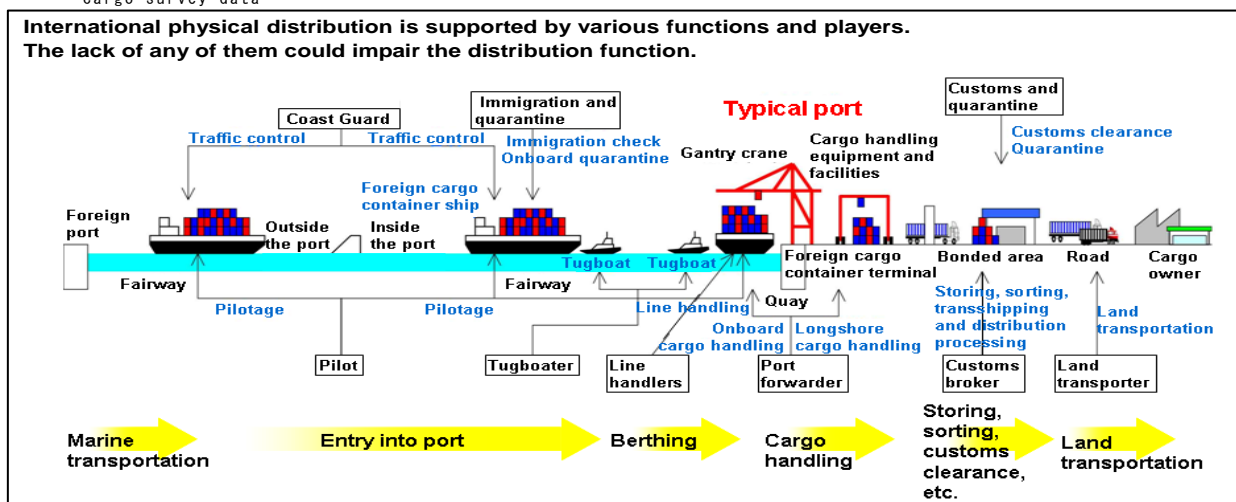 cargo survey data
International physical distribution is supported by various functions and players.
The lack of any of them could impair the distribution function.
Coast Guard
Immigration and
quarantine
Typical port
Customs and
quarantine
Traffic control
Traffic control
Immigration check
Onboard quarantine
Gantry crane
Cargo handling
equipment and
facilities
Customs clearance
Quarantine
Foreign cargo
container ship
Foreign
port
Outside
the port
Inside
the port
Tugboat
Tugboat
Foreign cargo
container terminal
Bonded area
Road
Cargo
owner
Fairway
Fairway
Quay
Pilotage
Pilotage
Line handling
Onboard
cargo handling
Longshore
cargo handling
Storing, sorting,
transshipping
and distribution
processing
Land
transportation
Pilot
Tugboater
Line
handlers
Port
forwarder
Customs
broker
Land
transporter
Marine
transportation
Entry into port
Berthing
Cargo
handling
Storing,
sorting,
customs
clearance,
etc.
Land
transportation